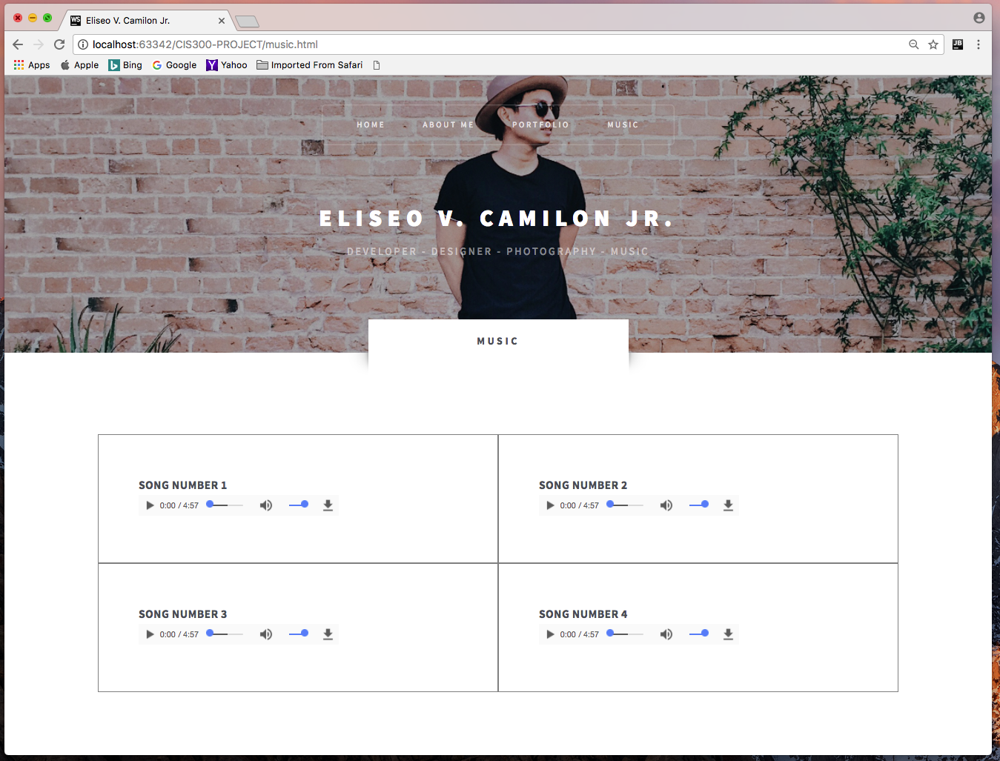 WS Eliseo V. Camilon Jr.
localhost:63342/CIS300-PROJECT/music.html
JB
Apps Apple Bing Google Yahoo Imported From Safari
HOME ABOUT ME PORTFOLIO MUSIC
ELISEO V. CAMILON JR.
DEVELOPER - DESIGNER - PHOTOGRAPHY - MUSIC
MUSIC
SONG NUMBER 1
0:00 / 4:57
SONG NUMBER 2
0:00 / 4:57
SONG NUMBER 3
0:00 / 4:57
SONG NUMBER 4
0:00 / 4:57